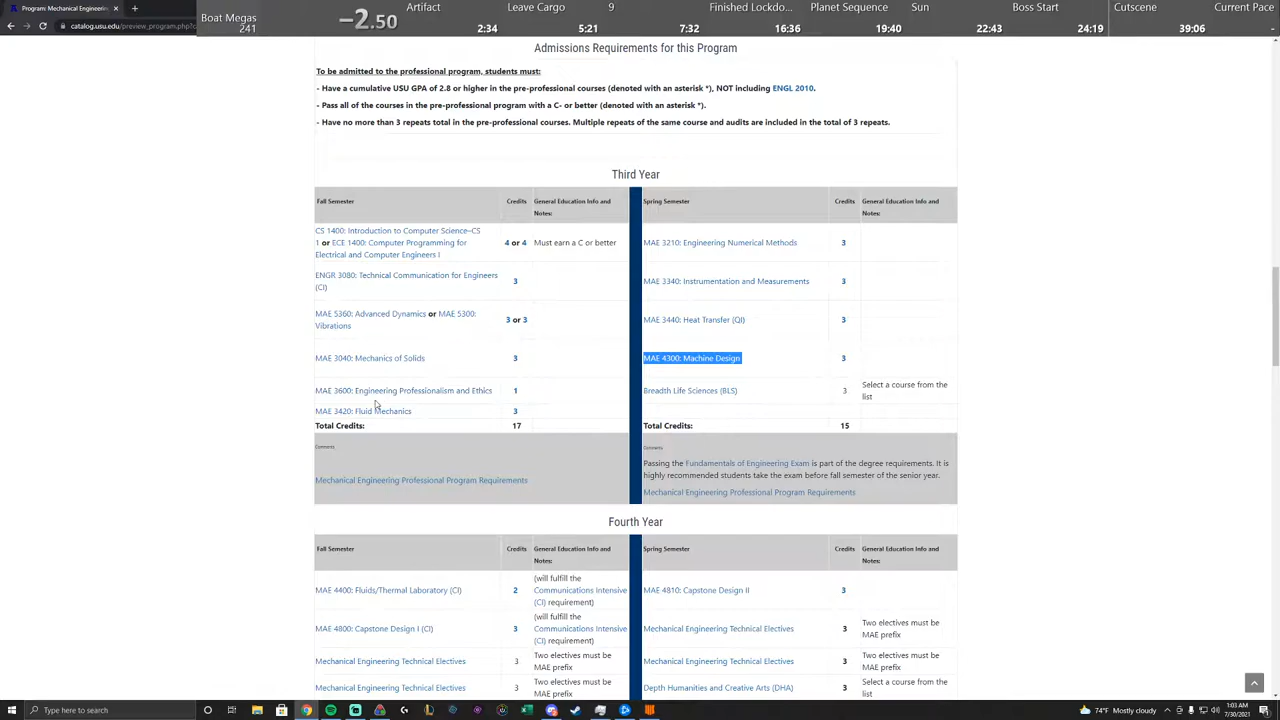 Program: Mechanical Engineering
catalog.usu.edu/preview_program.php?c
Boat Megas
241
−2.50
Artifact
2:34
Leave Cargo
5:21
9
7:32
Finished Lockdo...
16:36
Planet Sequence
19:40
Sun
22:43
Boss Start
24:19
Cutscene
39:06
Current Pace
-
Admissions Requirements for this Program
To be admitted to the professional program, students must:
- Have a cumulative USU GPA of 2.8 or higher in the pre-professional courses (denoted with an asterisk *), NOT including ENGL 2010.
- Pass all of the courses in the pre-professional program with a C- or better (denoted with an asterisk *).
- Have no more than 3 repeats total in the pre-professional courses. Multiple repeats of the same course and audits are included in the total of 3 repeats.
Third Year
Fall Semester
Credits
General Education Info and
Notes:
CS 1400: Introduction to Computer Science–CS
1 or ECE 1400: Computer Programming for
Electrical and Computer Engineers I
4 or 4
Must earn a C or better
ENGR 3080: Technical Communication for Engineers
(CI)
3
MAE 5360: Advanced Dynamics or MAE 5300:
Vibrations
3 or 3
MAE 3040: Mechanics of Solids
3
MAE 3600: Engineering Professionalism and Ethics
1
MAE 3420: Fluid Mechanics
3
Total Credits:
17
Comments
Mechanical Engineering Professional Program Requirements
Spring Semester
Credits
General Education Info and
Notes:
MAE 3210: Engineering Numerical Methods
3
MAE 3340: Instrumentation and Measurements
3
MAE 3440: Heat Transfer (QI)
3
MAE 4300: Machine Design
3
Breadth Life Sciences (BLS)
3
Select a course from the
list
Total Credits:
15
Comments
Passing the Fundamentals of Engineering Exam is part of the degree requirements. It is
highly recommended students take the exam before fall semester of the senior year.
Mechanical Engineering Professional Program Requirements
Fourth Year
Fall Semester
Credits
General Education Info and
Notes:
MAE 4400: Fluids/Thermal Laboratory (CI)
2
(will fulfill the
Communications Intensive
(CI) requirement)
MAE 4800: Capstone Design I (CI)
3
(will fulfill the
Communications Intensive
(CI) requirement)
Mechanical Engineering Technical Electives
3
Two electives must be
MAE prefix
Mechanical Engineering Technical Electives
3
Two electives must be
MAE prefix
Spring Semester
Credits
General Education Info and
Notes:
MAE 4810: Capstone Design II
3
Mechanical Engineering Technical Electives
3
Two electives must be
MAE prefix
Mechanical Engineering Technical Electives
3
Two electives must be
MAE prefix
Depth Humanities and Creative Arts (DHA)
3
Select a course from the
list
Type here to search
74°F Mostly cloudy
1:03 AM
7/30/2021